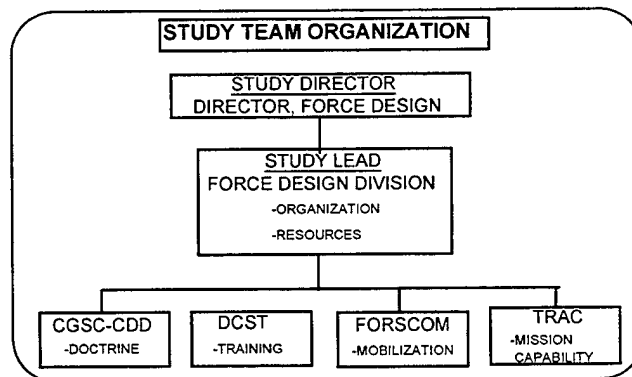 STUDY TEAM ORGANIZATION
STUDY DIRECTOR
DIRECTOR, FORCE DESIGN
STUDY LEAD
FORCE DESIGN DIVISION
-ORGANIZATION
-RESOURCES
CGSC-CDD
-DOCTRINE
DCST
-TRAINING
FORSCOM
-MOBILIZATION
TRAC
-MISSION
CAPABILITY